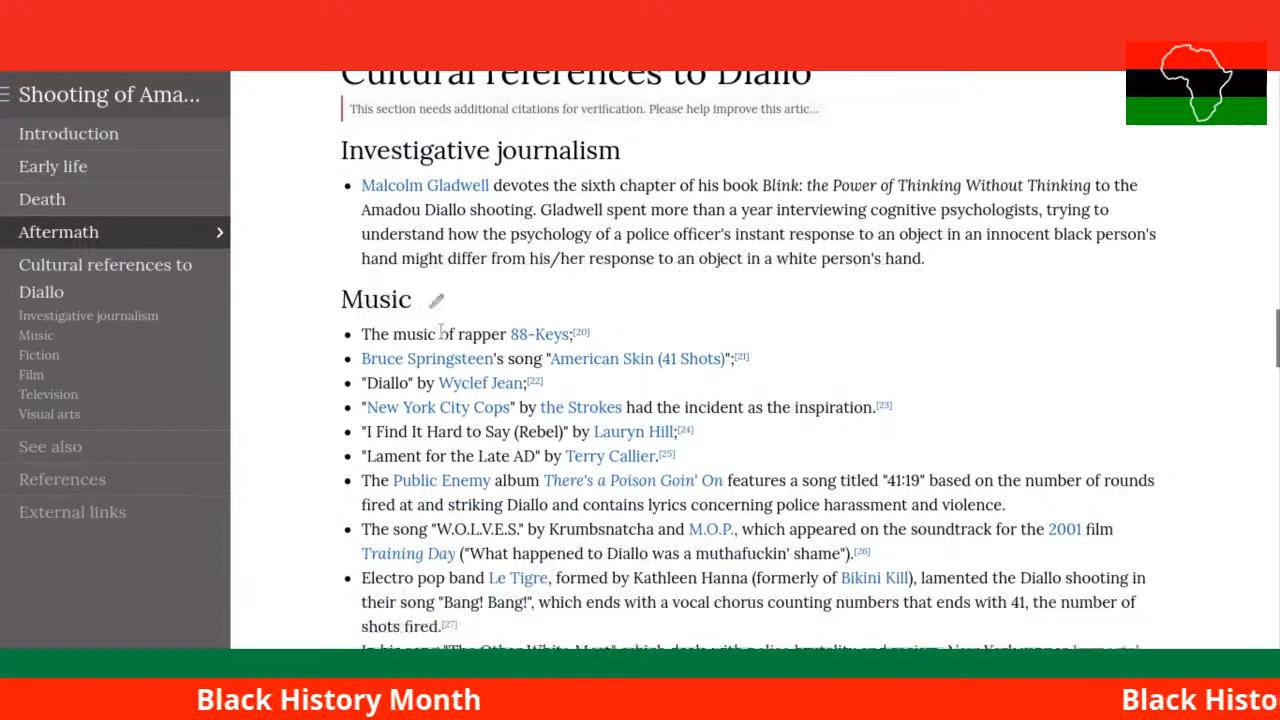 Shooting of Ama...
Introduction
Early life
Death
Aftermath
Cultural references to
Diallo
Investigative journalism
Music
Fiction
Film
Television
Visual arts
See also
References
External links
Cultural references to Diallo
This section needs additional citations for verification. Please help improve this artic...
Investigative journalism
Malcolm Gladwell devotes the sixth chapter of his book Blink: the Power of Thinking Without Thinking to the
Amadou Diallo shooting. Gladwell spent more than a year interviewing cognitive psychologists, trying to
understand how the psychology of a police officer's instant response to an object in an innocent black person's
hand might differ from his/her response to an object in a white person's hand.
Music
The music of rapper 88-Keys;[20]
Bruce Springsteen's song "American Skin (41 Shots)";[21]
"Diallo" by Wyclef Jean;[22]
"New York City Cops" by the Strokes had the incident as the inspiration.[23]
"I Find It Hard to Say (Rebel)" by Lauryn Hill;[24]
"Lament for the Late AD" by Terry Callier.[25]
The Public Enemy album There's a Poison Goin' On features a song titled "41:19" based on the number of rounds
fired at and striking Diallo and contains lyrics concerning police harassment and violence.
The song "W.O.L.V.E.S." by Krumbsnatcha and M.O.P., which appeared on the soundtrack for the 2001 film
Training Day ("What happened to Diallo was a muthafuckin' shame").[26]
Electro pop band Le Tigre, formed by Kathleen Hanna (formerly of Bikini Kill), lamented the Diallo shooting in
their song "Bang! Bang!", which ends with a vocal chorus counting numbers that ends with 41, the number of
shots fired.[27]
Black History Month
Black Histo